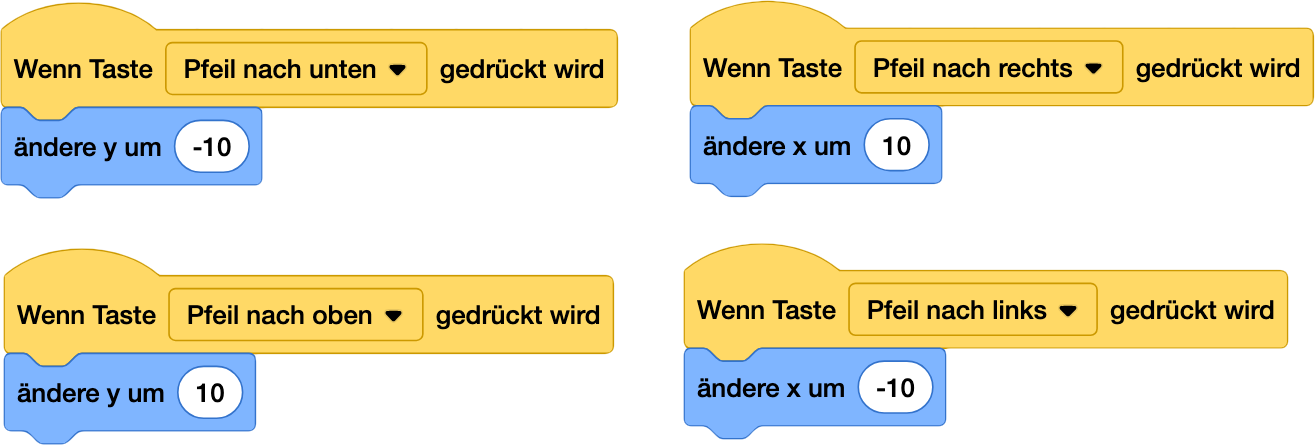 Wenn Taste Pfeil nach unten gedrückt wird
ändere y um -10
Wenn Taste Pfeil nach rechts gedrückt wird
ändere x um 10
Wenn Taste Pfeil nach oben gedrückt wird
ändere y um 10
Wenn Taste Pfeil nach links gedrückt wird
ändere x um -10